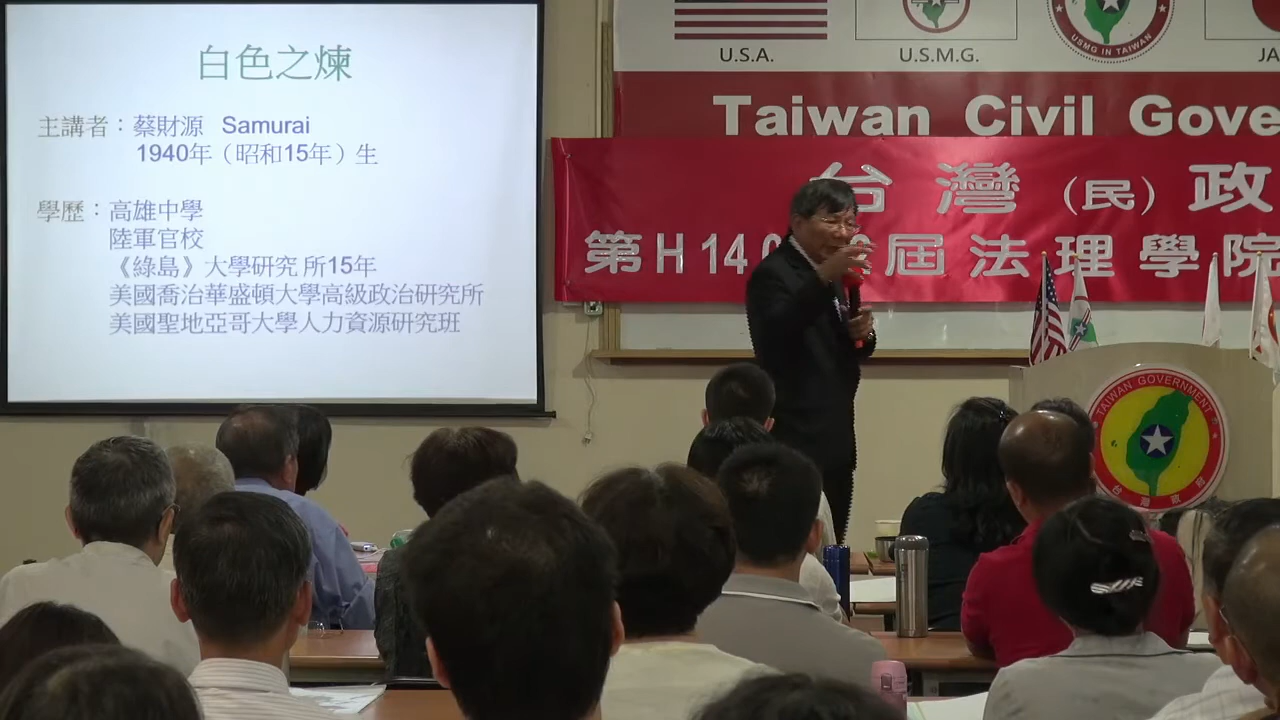 白色之煉
主講者：蔡財源 Samurai
1940年（昭和15年）生
學歷：高雄中學
陸軍官校
《綠島》大學研究 所15年
美國喬治華盛頓大學高級政治研究所
美國聖地亞哥大學人力資源研究班
U.S.A.
U.S.M.G.
USMG IN TAIWAN
JA
Taiwan Civil Gove
台灣（民）政
第H140 屆法理學院
TAIWAN GOVERNMENT
台灣政府